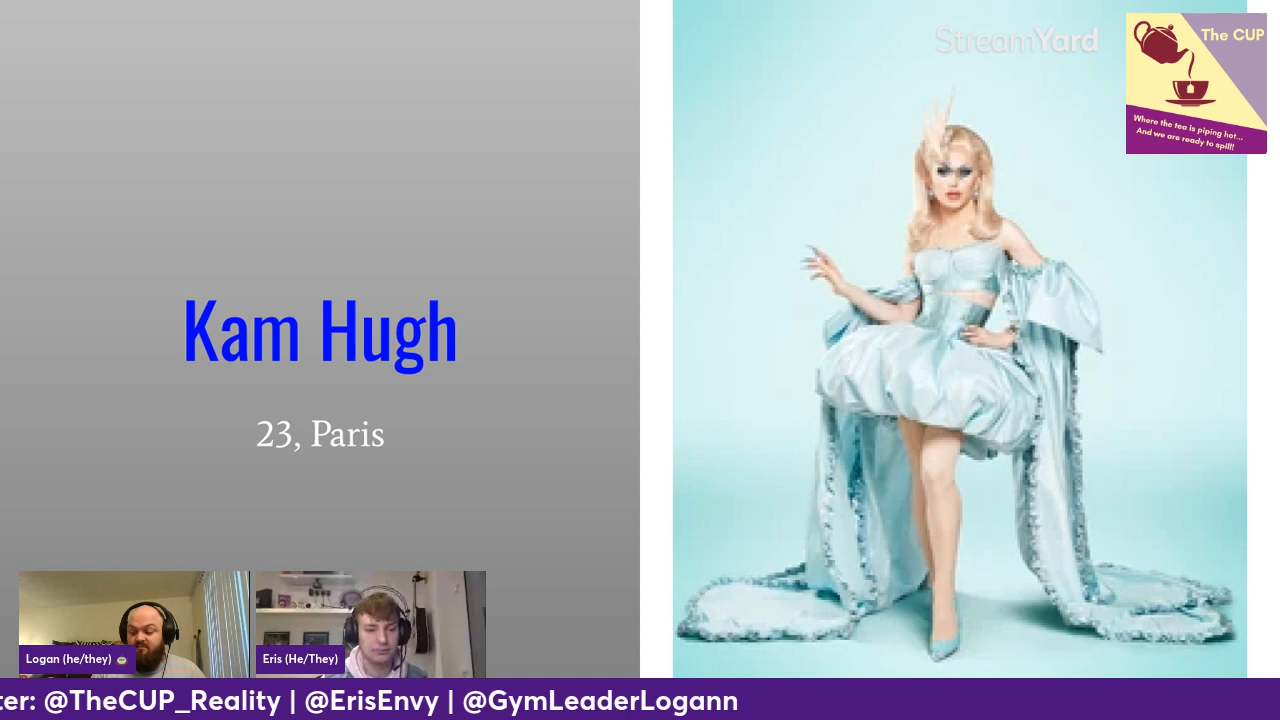 Kam Hugh
23, Paris
StreamYard
The CUP
Where the tea is piping hot...
And we are ready to spill!
Logan (he/they)
Eris (He/They)
ter: @TheCUP_Reality | @ErisEnvy | @GymLeaderLogann